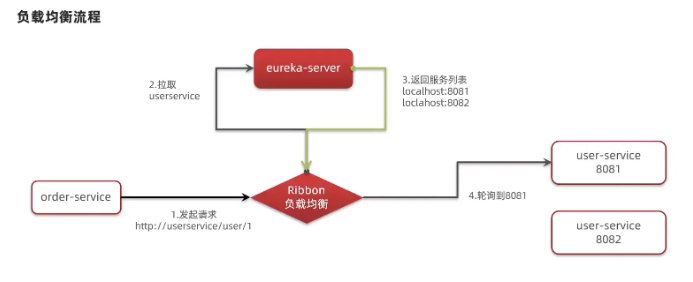 负载均衡流程
eureka-server
2.拉取
userservice
3.返回服务列表
localhost:8081
loclahost:8082
order-service
1.发起请求
http://userservice/user/1
Ribbon
负载均衡
4.轮询到8081
user-service
8081
user-service
8082